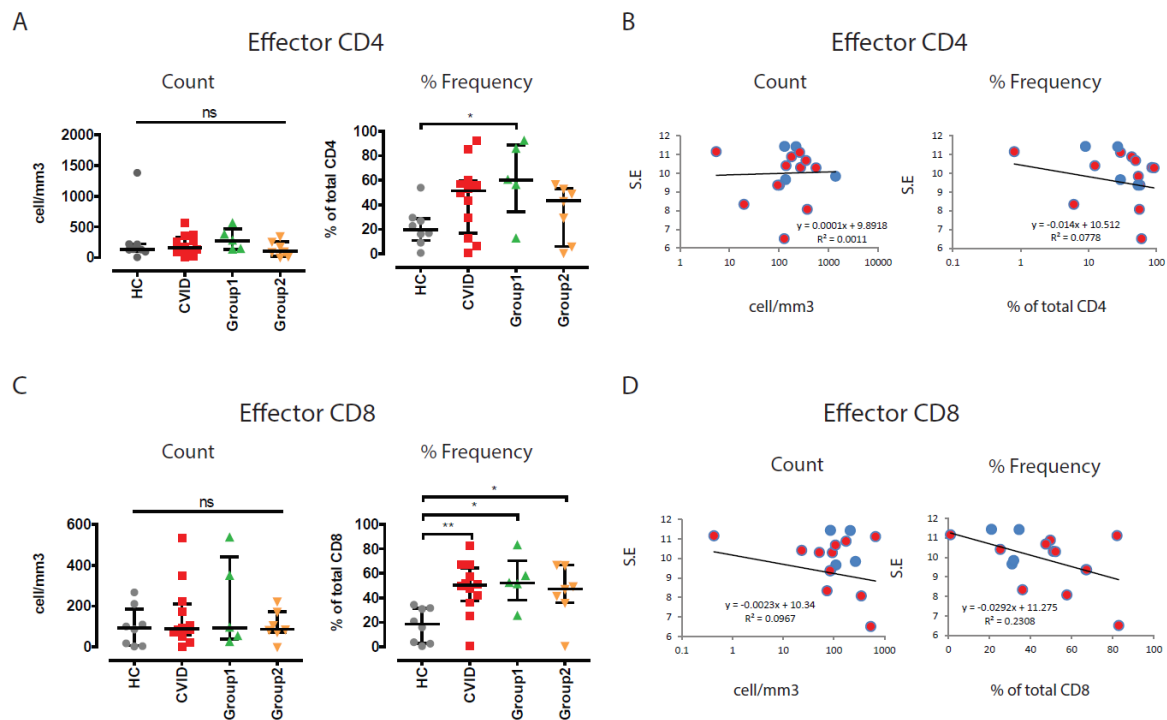 A
Effector CD4
Count
% Frequency
ns
cell/mm3
2000
1500
1000
500
0
HC
CVID
Group1
Group2
*
% of total CD4
100
80
60
40
20
0
HC
CVID
Group1
Group2
B
Effector CD4
Count
% Frequency
S.E
12
11
10
9
8
7
6
y = 0.0001x + 9.8918
R² = 0.0011
1
10
100
1000
10000
cell/mm3
S.E
12
11
10
9
8
7
6
y = -0.014x + 10.512
R² = 0.0778
0.1
1
10
100
% of total CD4
C
Effector CD8
Count
% Frequency
ns
cell/mm3
600
400
200
0
HC
CVID
Group1
Group2
*
*
**
% of total CD8
100
80
60
40
20
0
HC
CVID
Group1
Group2
D
Effector CD8
Count
% Frequency
S.E
12
11
10
9
8
7
6
y = -0.0023x + 10.34
R² = 0.0967
0.1
1
10
100
1000
cell/mm3
S.E
12
11
10
9
8
7
6
y = -0.0292x + 11.275
R² = 0.2308
0
20
40
60
80
100
% of total CD8